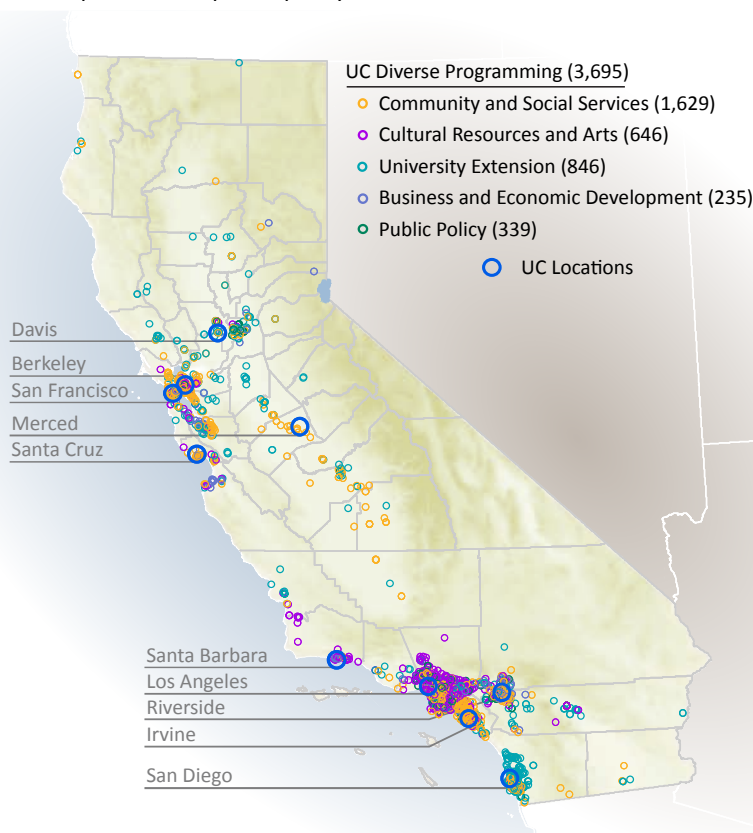 UC Diverse Programming (3,695)
Community and Social Services (1,629)
Cultural Resources and Arts (646)
University Extension (846)
Business and Economic Development (235)
Public Policy (339)
UC Locations
Davis
Berkeley
San Francisco
Merced
Santa Cruz
Santa Barbara
Los Angeles
Riverside
Irvine
San Diego